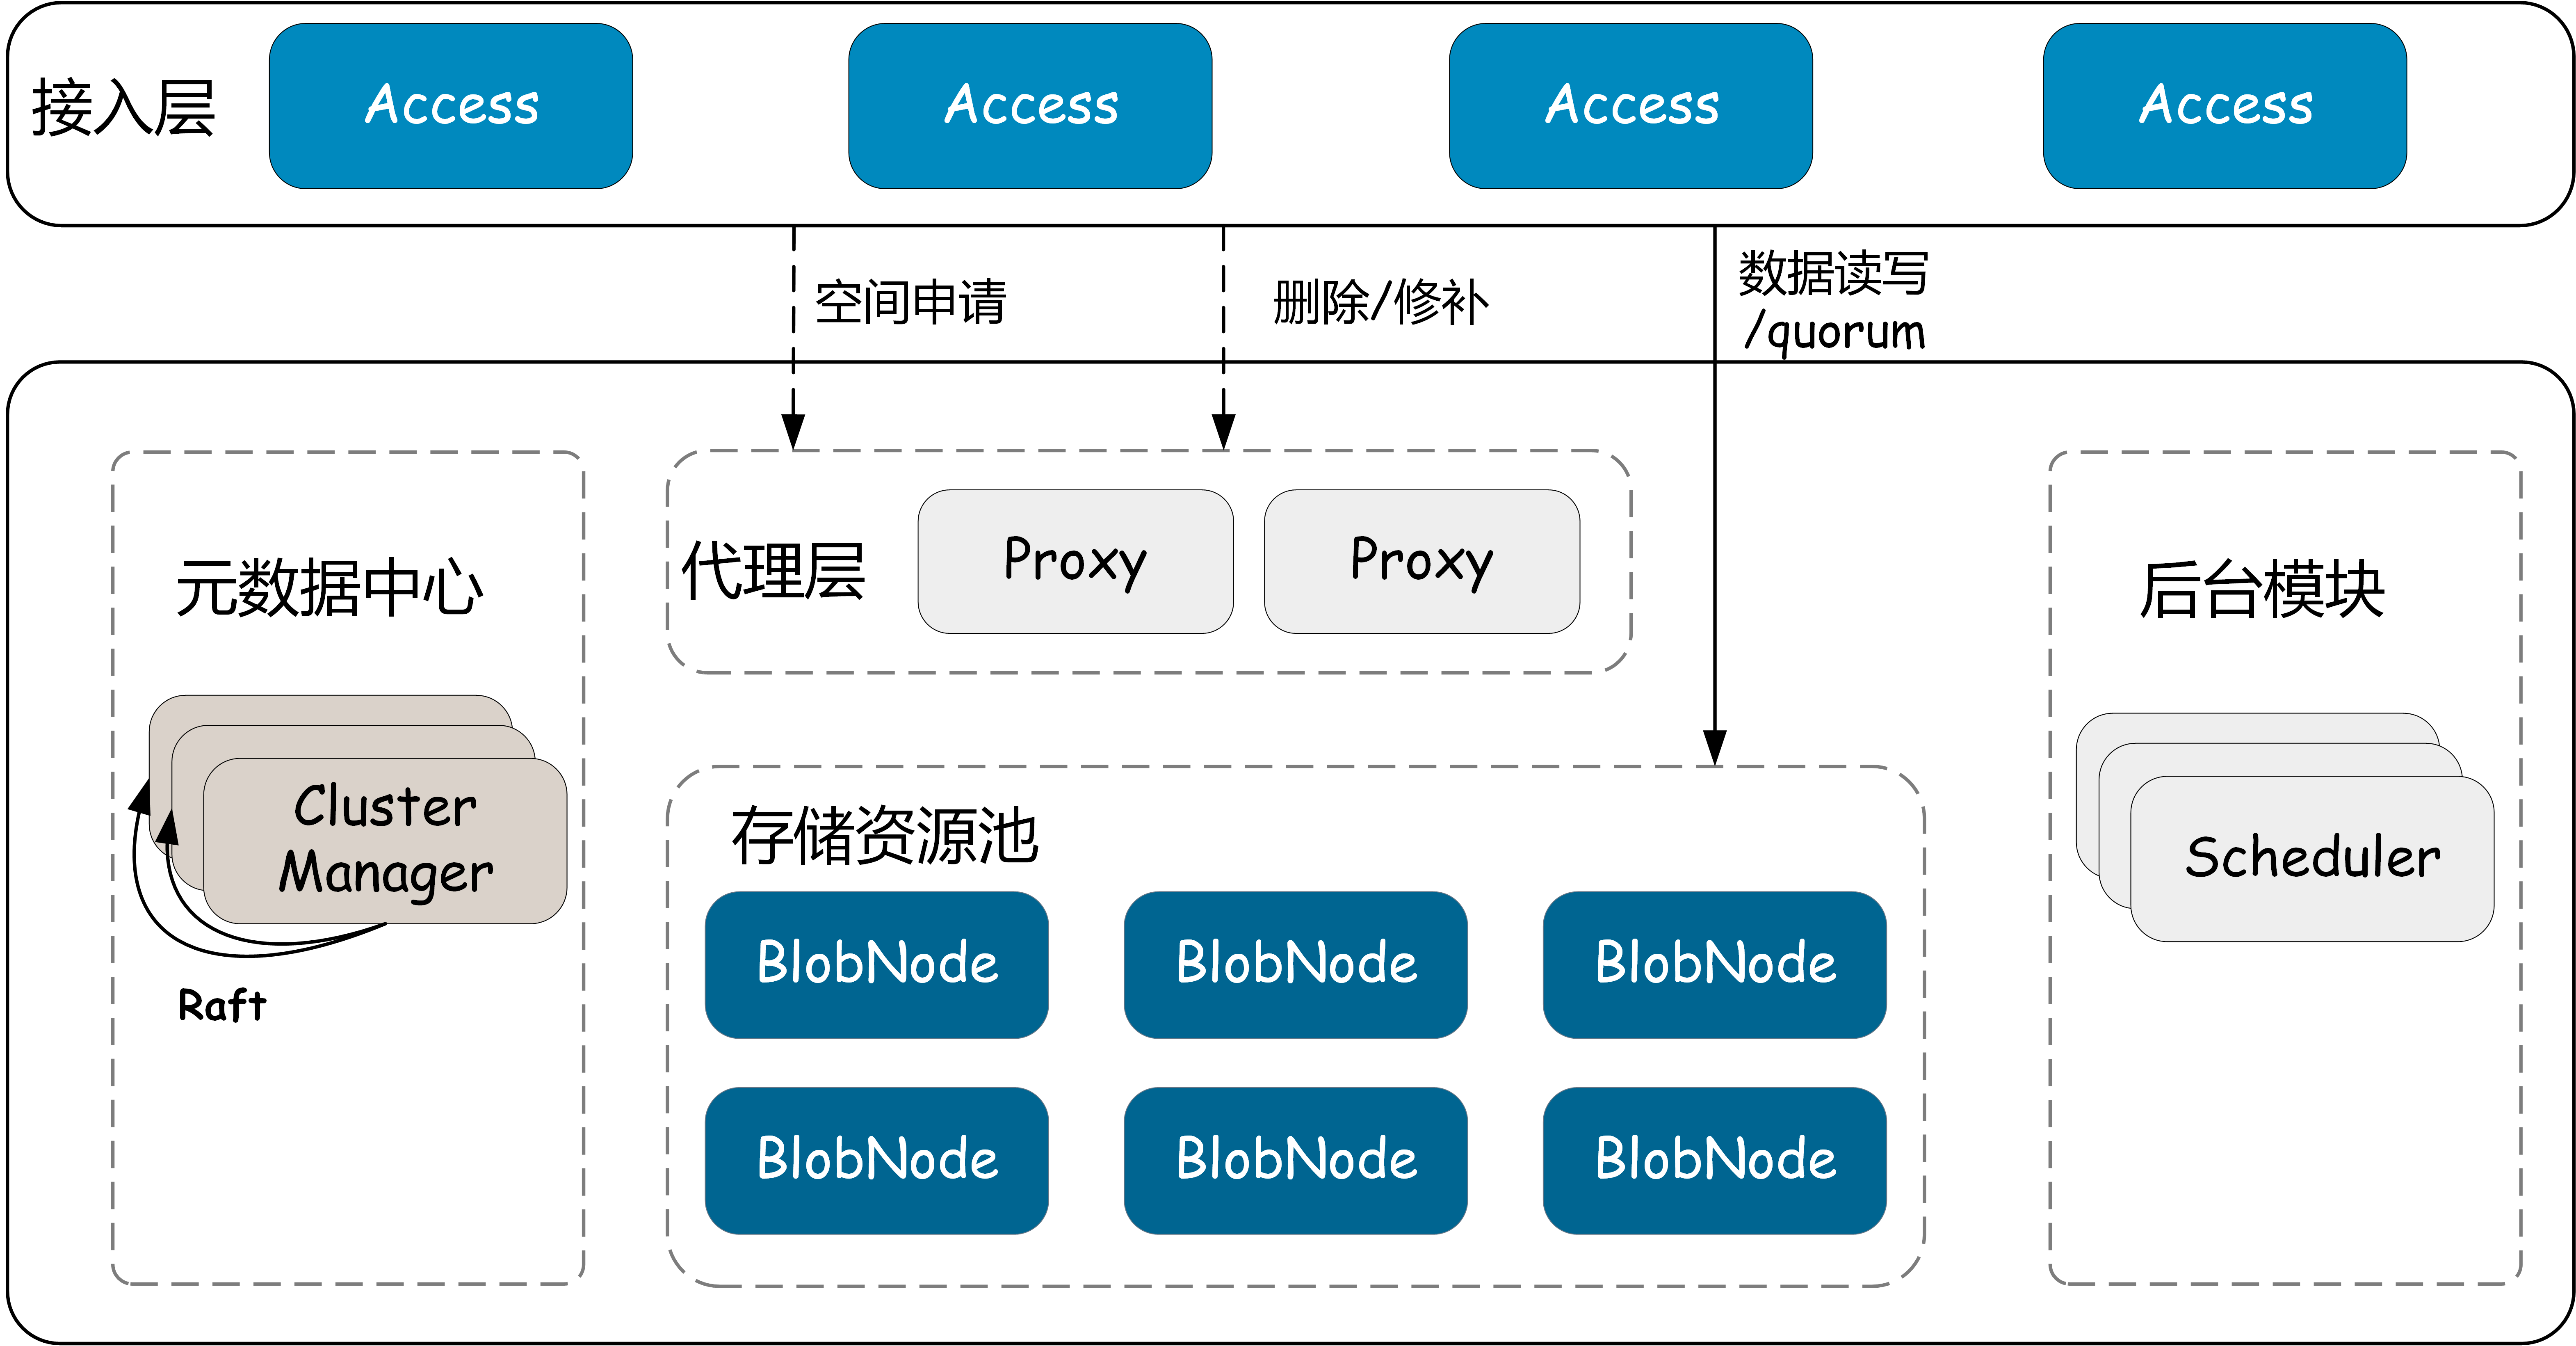 接入层
Access
Access
Access
Access
空间申请
删除/修补
数据读写
/quorum
元数据中心
Cluster
Manager
Raft
代理层
Proxy
Proxy
存储资源池
BlobNode
BlobNode
BlobNode
BlobNode
BlobNode
BlobNode
后台模块
Scheduler